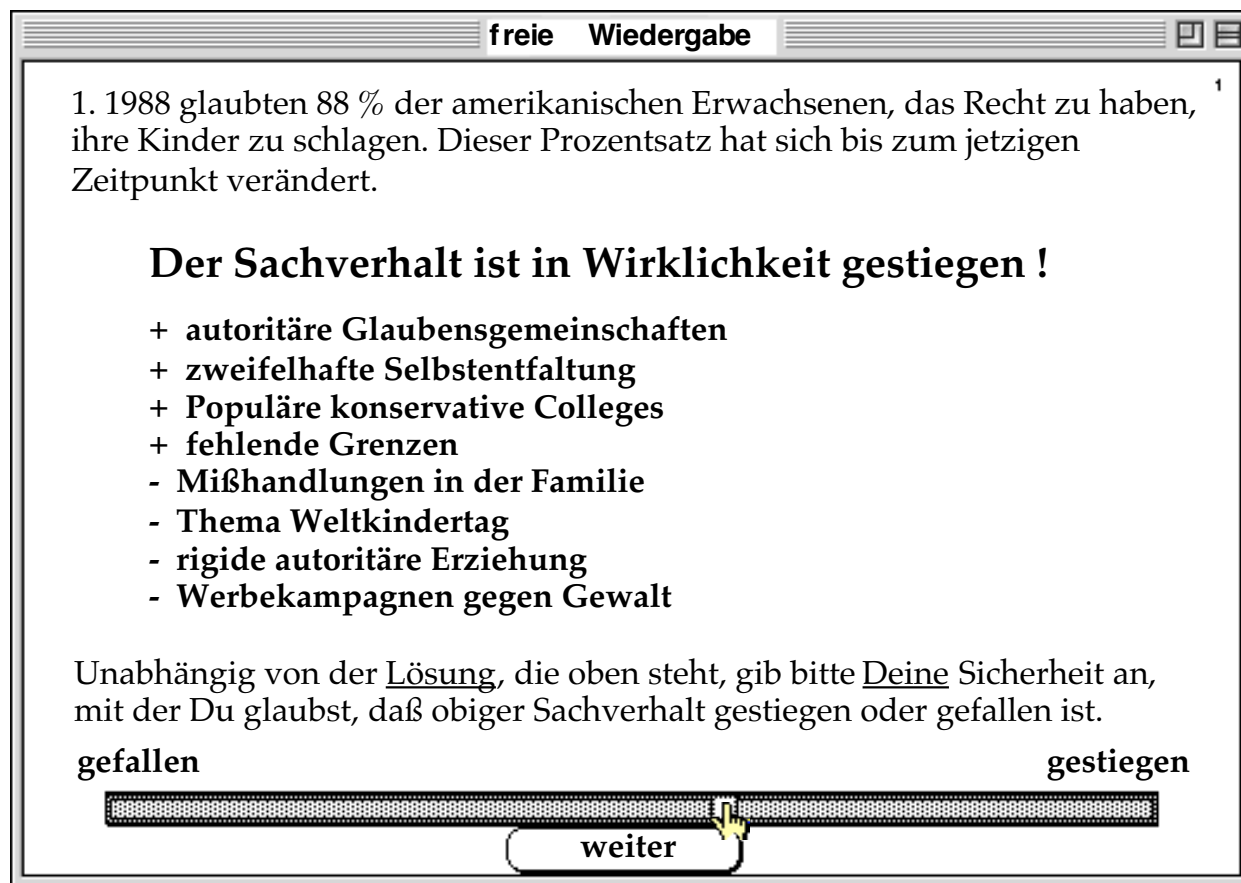 freie Wiedergabe
1
1. 1988 glaubten 88 % der amerikanischen Erwachsenen, das Recht zu haben,
ihre Kinder zu schlagen. Dieser Prozentsatz hat sich bis zum jetzigen
Zeitpunkt verändert.
Der Sachverhalt ist in Wirklichkeit gestiegen !
+ autoritäre Glaubensgemeinschaften
+ zweifelhafte Selbstentfaltung
+ Populäre konservative Colleges
+ fehlende Grenzen
- Mißhandlungen in der Familie
- Thema Weltkindertag
- rigide autoritäre Erziehung
- Werbekampagnen gegen Gewalt
Unabhängig von der Lösung, die oben steht, gib bitte Deine Sicherheit an,
mit der Du glaubst, daß obiger Sachverhalt gestiegen oder gefallen ist.
gefallen gestiegen
weiter